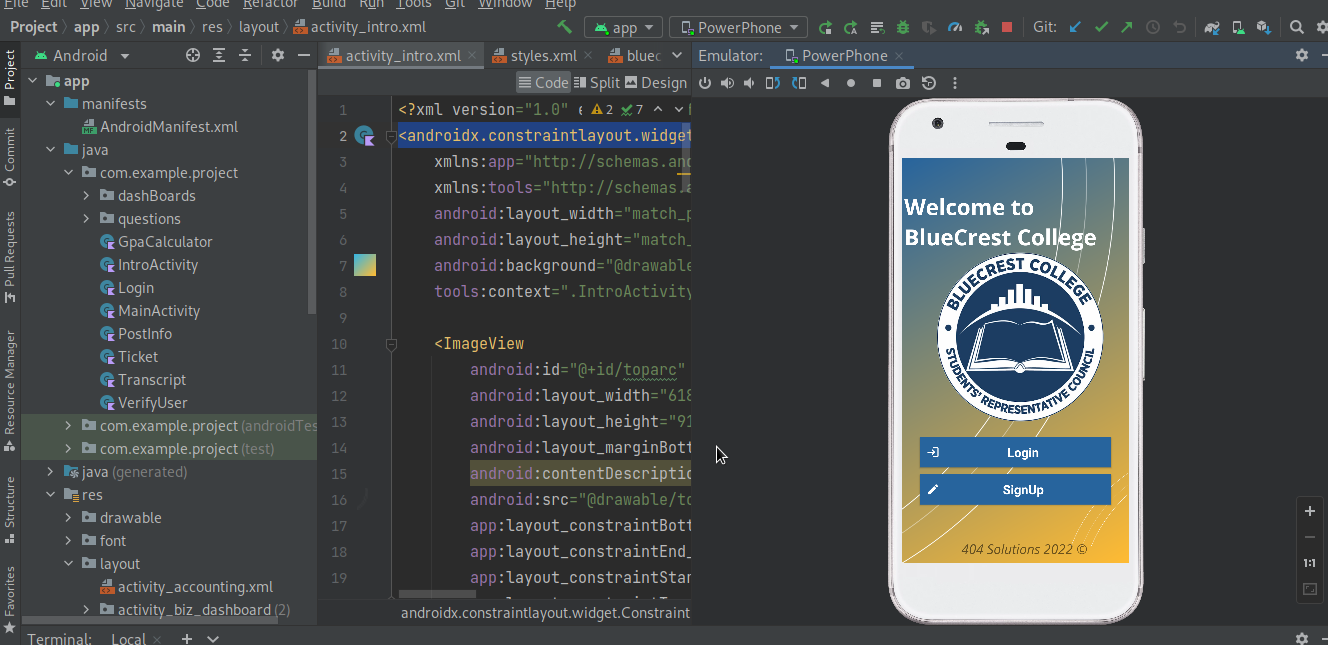 File Edit View Navigate Code Refactor Build Run Tools Git Window Help
Project app src main res layout activity_intro.xml
app PowerPhone Git:
Project
Commit
Pull Requests
Resource Manager
Structure
Favorites
Android
app
manifests
AndroidManifest.xml
java
com.example.project
dashBoards
questions
GpaCalculator
IntroActivity
Login
MainActivity
PostInfo
Ticket
Transcript
VerifyUser
com.example.project (androidTes
com.example.project (test)
java (generated)
res
drawable
font
layout
activity_accounting.xml
activity_biz_dashboard (2)
activity_intro.xml styles.xml bluec
Code Split Design
1 <?xml version="1.0" e 2 7
2 <androidx.constraintlayout.widget
3 xmlns:app="http://schemas.and
4 xmlns:tools="http://schemas.a
5 android:layout_width="match_p
6 android:layout_height="match_
7 android:background="@drawable
8 tools:context=".IntroActivity
9
10 <ImageView
11 android:id="@+id/toparc"
12 android:layout_width="618
13 android:layout_height="91
14 android:layout_marginBott
15 android:contentDescriptio
16 android:src="@drawable/to
17 app:layout_constraintBott
18 app:layout_constraintEnd_
19 app:layout_constraintStar
androidx.constraintlayout.widget.Constraint
Emulator: PowerPhone
Welcome to
BlueCrest College
BLUECREST COLLEGE
STUDENTS' REPRESENTATIVE COUNCIL
Login
SignUp
404 Solutions 2022 ©
1:1
Terminal: Local